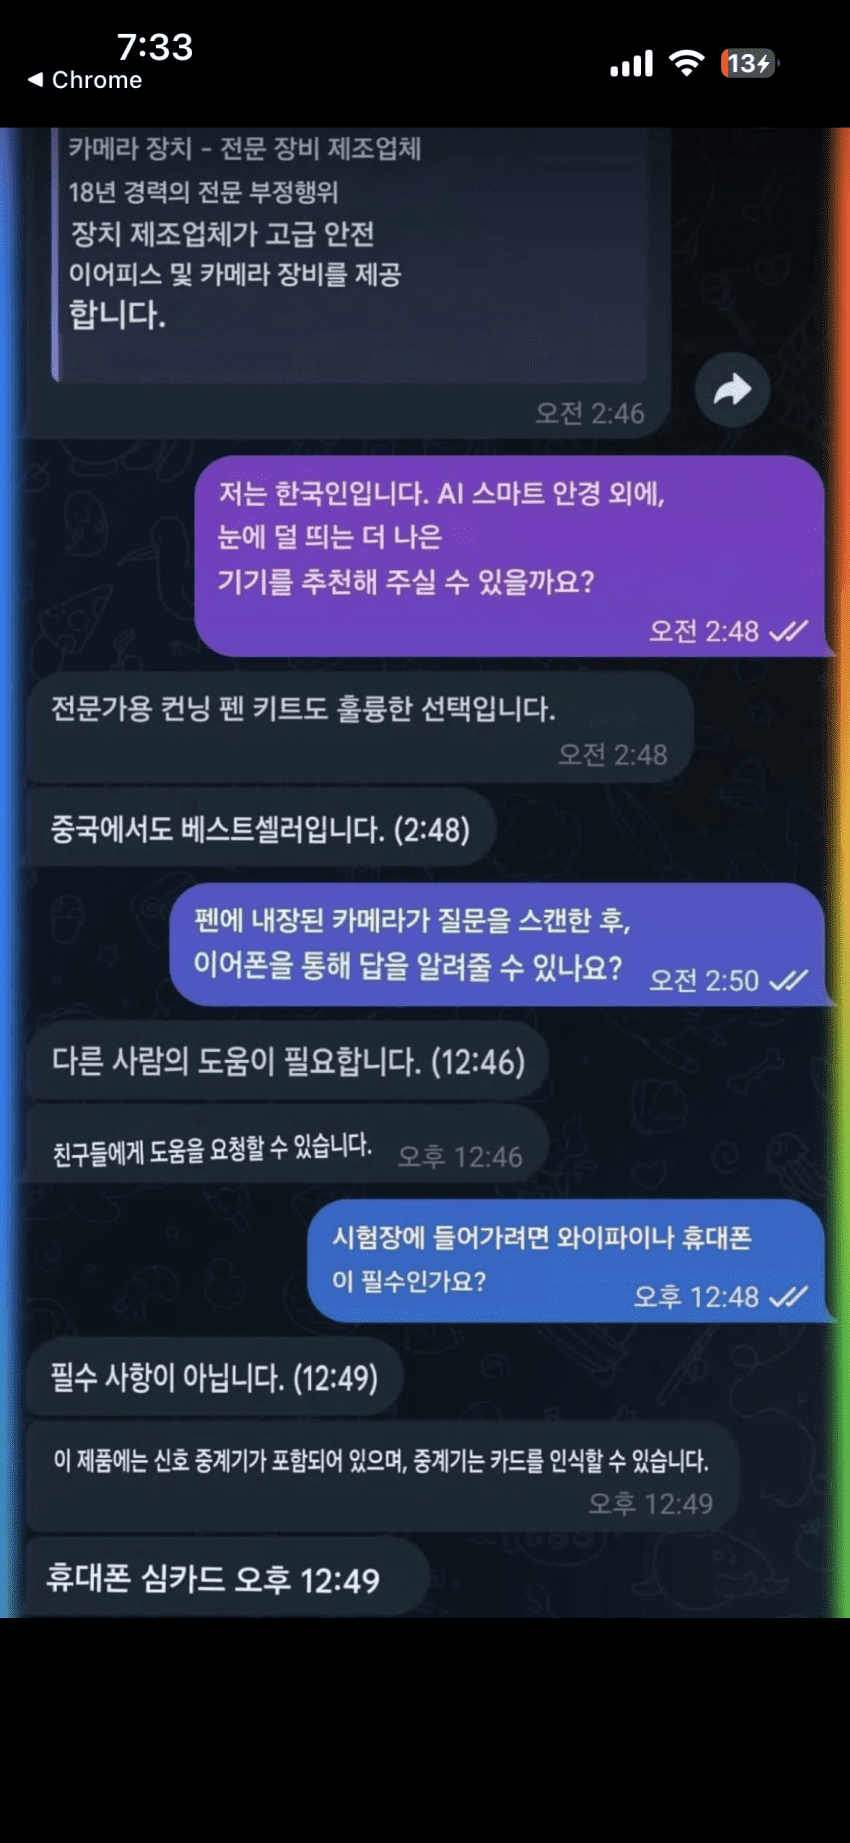 7:33
◀ Chrome
13
카메라 장치 - 전문 장비 제조업체
18년 경력의 전문 부정행위
장치 제조업체가 고급 안전
이어피스 및 카메라 장비를 제공
합니다.
오전 2:46
저는 한국인입니다. AI 스마트 안경 외에,
눈에 덜 띄는 더 나은
기기를 추천해 주실 수 있을까요?
오전 2:48
전문가용 컨닝 펜 키트도 훌륭한 선택입니다.
오전 2:48
중국에서도 베스트셀러입니다. (2:48)
펜에 내장된 카메라가 질문을 스캔한 후,
이어폰을 통해 답을 알려줄 수 있나요?
오전 2:50
다른 사람의 도움이 필요합니다. (12:46)
친구들에게 도움을 요청할 수 있습니다.
오후 12:46
시험장에 들어가려면 와이파이나 휴대폰
이 필수인가요?
오후 12:48
필수 사항이 아닙니다. (12:49)
이 제품에는 신호 중계기가 포함되어 있으며, 중계기는 카드를 인식할 수 있습니다.
오후 12:49
휴대폰 심카드 오후 12:49